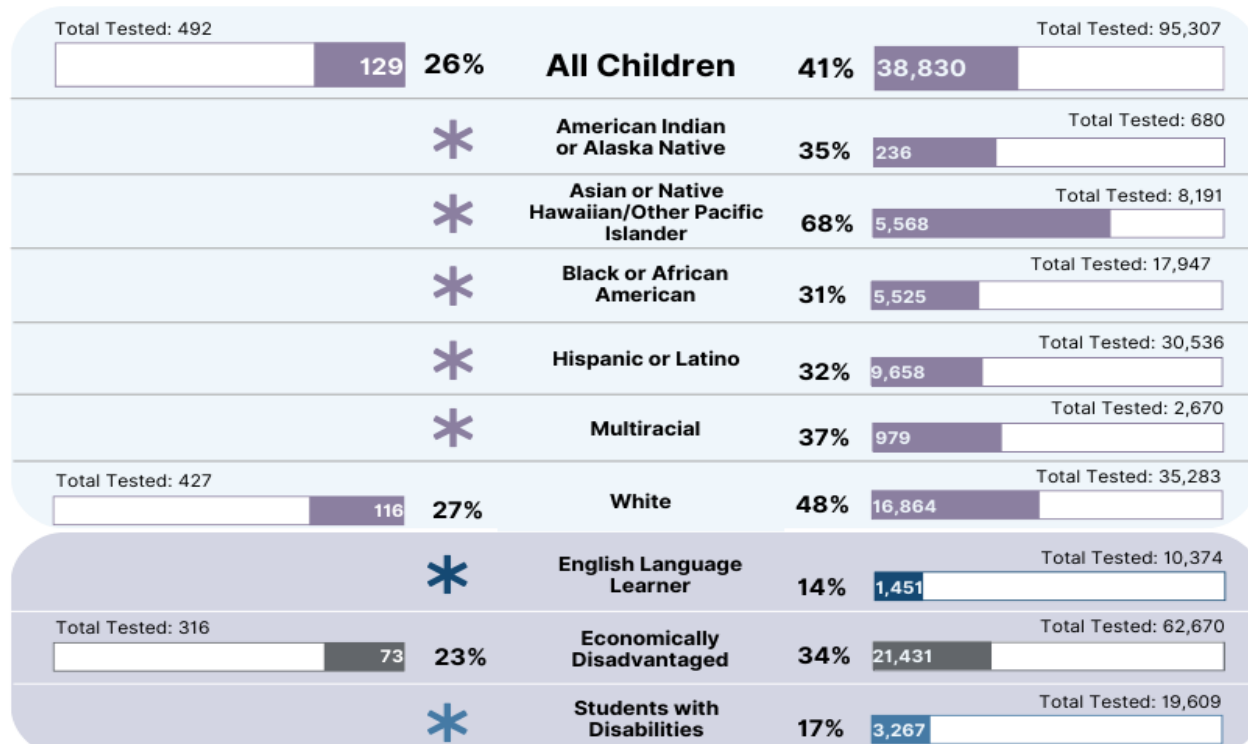 Total Tested: 492
Total Tested: 95,307
129 26% All Children 41% 38,830
Total Tested: 680
* American Indian
or Alaska Native 35% 236
Total Tested: 8,191
* Asian or Native
Hawaiian/Other Pacific
Islander 68% 5,568
Total Tested: 17,947
* Black or African
American 31% 5,525
Total Tested: 30,536
* Hispanic or Latino 32% 9,658
Total Tested: 2,670
* Multiracial 37% 979
Total Tested: 427
Total Tested: 35,283
116 27% White 48% 16,864
Total Tested: 10,374
* English Language
Learner 14% 1,451
Total Tested: 316
Total Tested: 62,670
73 23% Economically
Disadvantaged 34% 21,431
Total Tested: 19,609
* Students with
Disabilities 17% 3,267